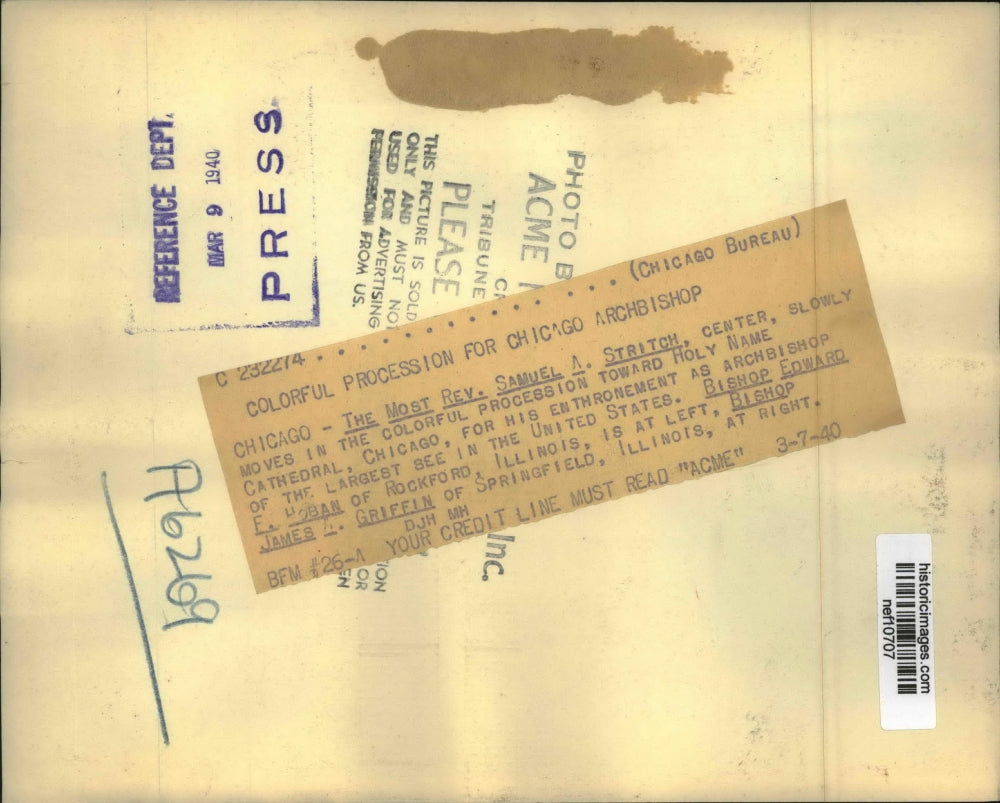 REFERENCE DEPT.
MAR 9 1940
PRESS
PHOTO
ACME
TRIBUNE
PLEASE
THIS PICTURE IS SOLD
ONLY AND MUST NOT
USED FOR ADVERTISING
PERMISSION FROM US.
Inc.
C 232274 . . . . . . . . . . . . (CHICAGO BUREAU)
COLORFUL PROCESSION FOR CHICAGO ARCHBISHOP
CHICAGO - THE MOST REV. SAMUEL A. STRITCH, CENTER, SLOWLY
MOVES IN THE COLORFUL PROCESSION TOWARD HOLY NAME
CATHEDRAL, CHICAGO, FOR HIS ENTHRONEMENT AS ARCHBISHOP
OF THE LARGEST SEE IN THE UNITED STATES. BISHOP EDWARD
F. HOBAN OF ROCKFORD, ILLINOIS, IS AT LEFT, BISHOP
JAMES A. GRIFFIN OF SPRINGFIELD, ILLINOIS, AT RIGHT.
DJH MH
BFM #26-A YOUR CREDIT LINE MUST READ "ACME" 3-7-40
A6269
historicimages.com
nef10707